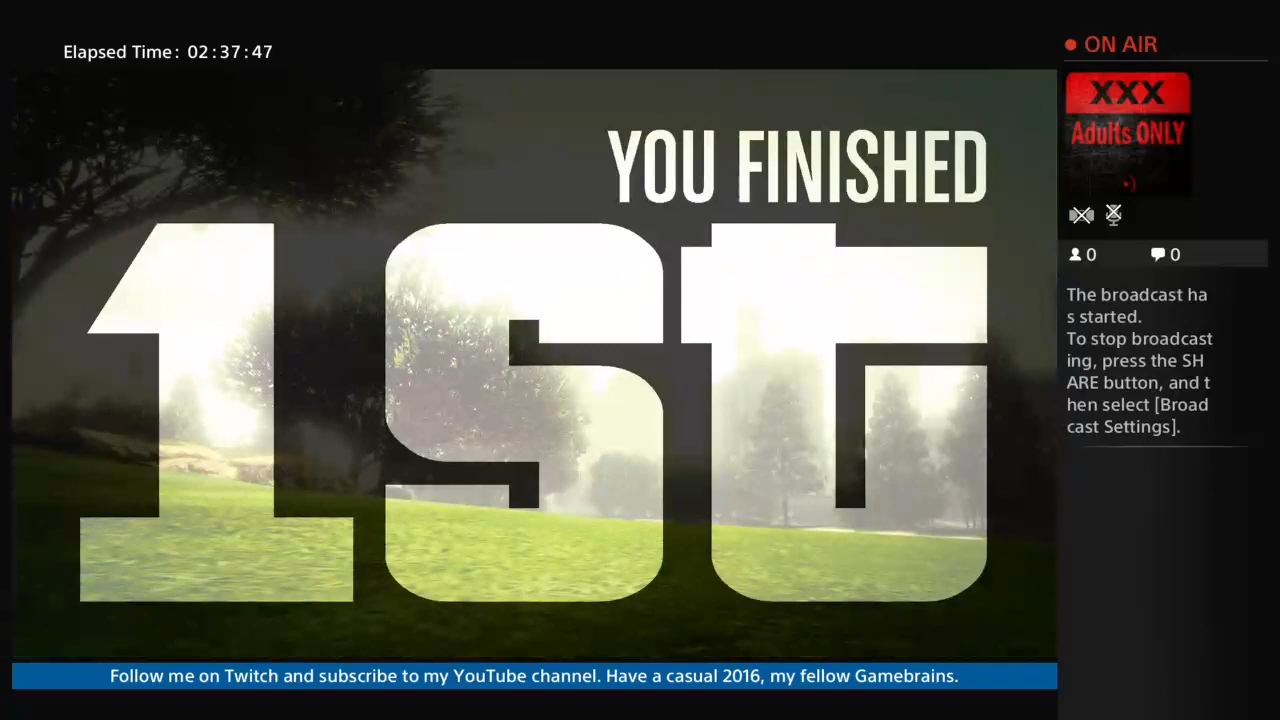 Elapsed Time: 02:37:47
ON AIR
XXX
Adults ONLY
:)
YOU FINISHED
1ST
0 0
The broadcast ha
s started.
To stop broadcast
ing, press the SH
ARE button, and t
hen select [Broad
cast Settings].
Follow me on Twitch and subscribe to my YouTube channel. Have a casual 2016, my fellow Gamebrains.